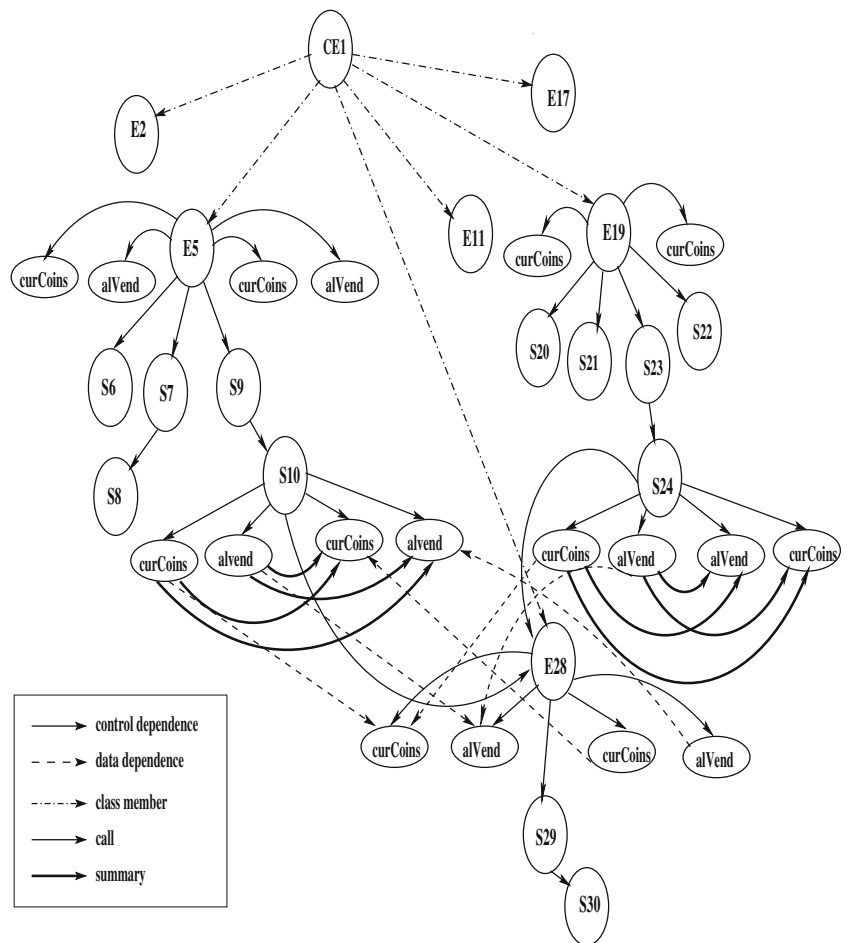 CE1
E17
E2
E5
E11
E19
curCoins
alVend
curCoins
alVend
curCoins
curCoins
S6
S7
S9
S20
S21
S23
S22
S8
S10
S24
curCoins
alvend
curCoins
alvend
curCoins
alVend
alVend
curCoins
E28
curCoins
alVend
curCoins
alVend
S29
S30
control dependence
data dependence
class member
call
summary